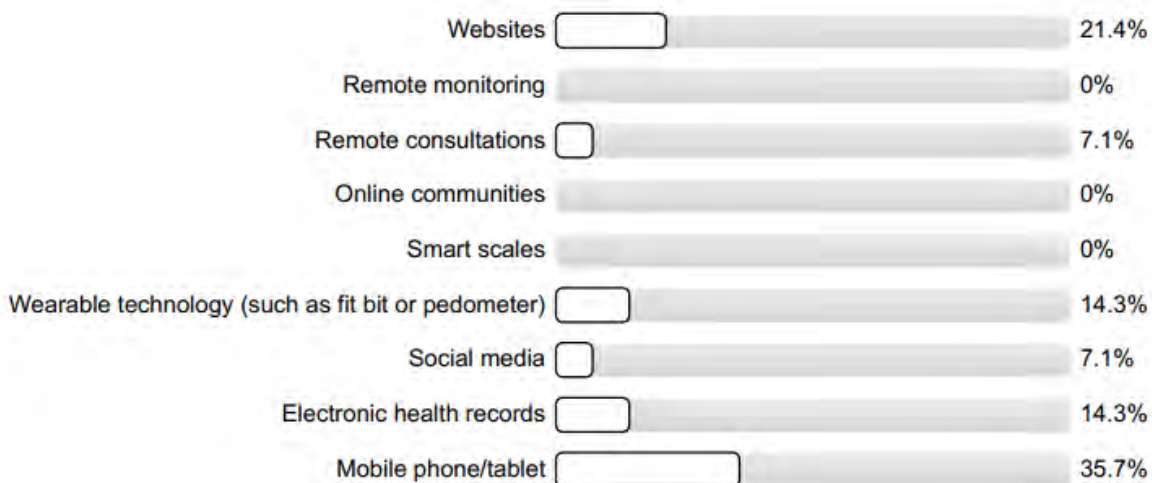 Websites 21.4%
Remote monitoring 0%
Remote consultations 7.1%
Online communities 0%
Smart scales 0%
Wearable technology (such as fit bit or pedometer) 14.3%
Social media 7.1%
Electronic health records 14.3%
Mobile phone/tablet 35.7%